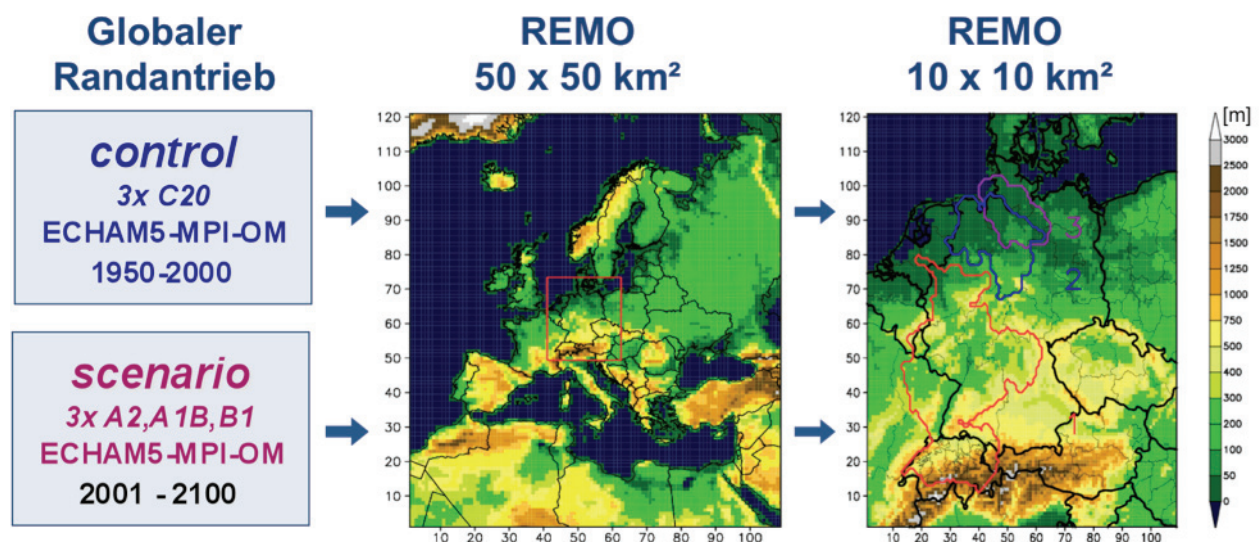 Globaler
Randantrieb
REMO
50 x 50 km²
REMO
10 x 10 km²
control
3x C20
ECHAM5-MPI-OM
1950-2000
scenario
3x A2,A1B,B1
ECHAM5-MPI-OM
2001 - 2100
120
110
100
90
80
70
60
50
40
30
20
10
10 20 30 40 50 60 70 80 90 100
120
110
100
90
80
70
60
50
40
30
20
10
10 20 30 40 50 60 70 80 90 100
3
2
1
[m]
3000
2500
2000
1750
1500
1250
1000
750
500
400
300
200
100
50
0